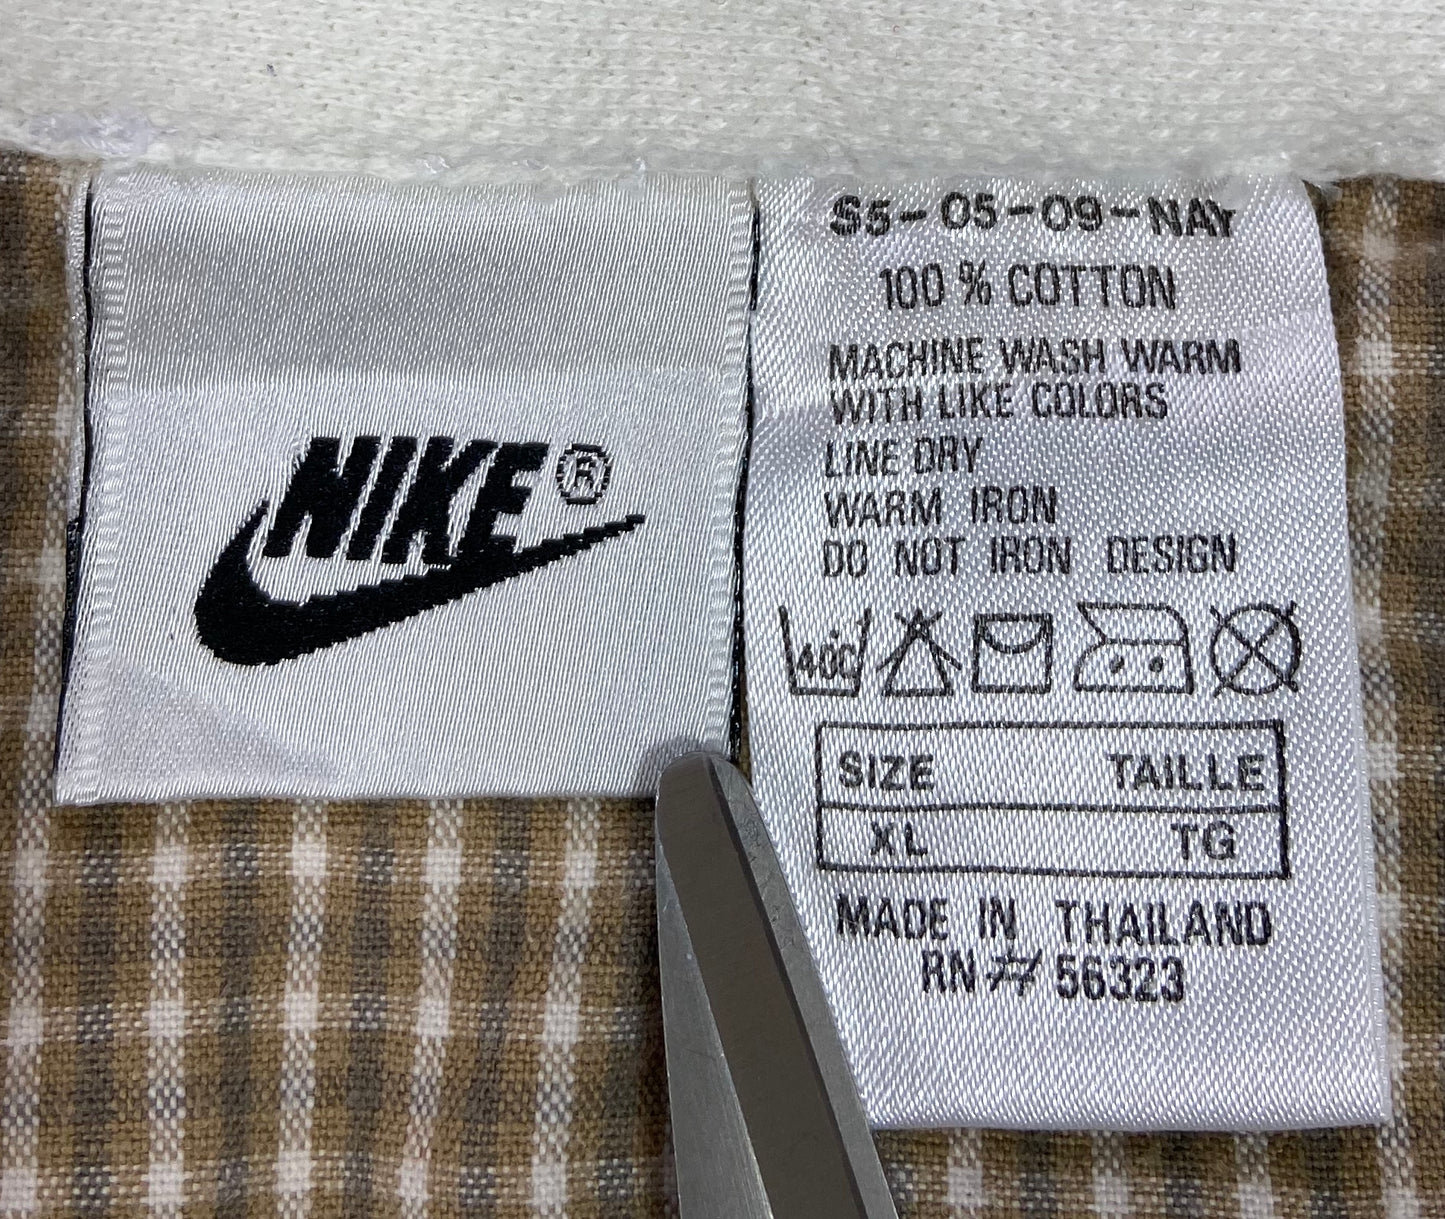 NIKE®
S5-05-09-NAY
100 % COTTON
MACHINE WASH WARM
WITH LIKE COLORS
LINE DRY
WARM IRON
DO NOT IRON DESIGN
40C
SIZE TAILLE
XL TG
MADE IN THAILAND
RN # 56323